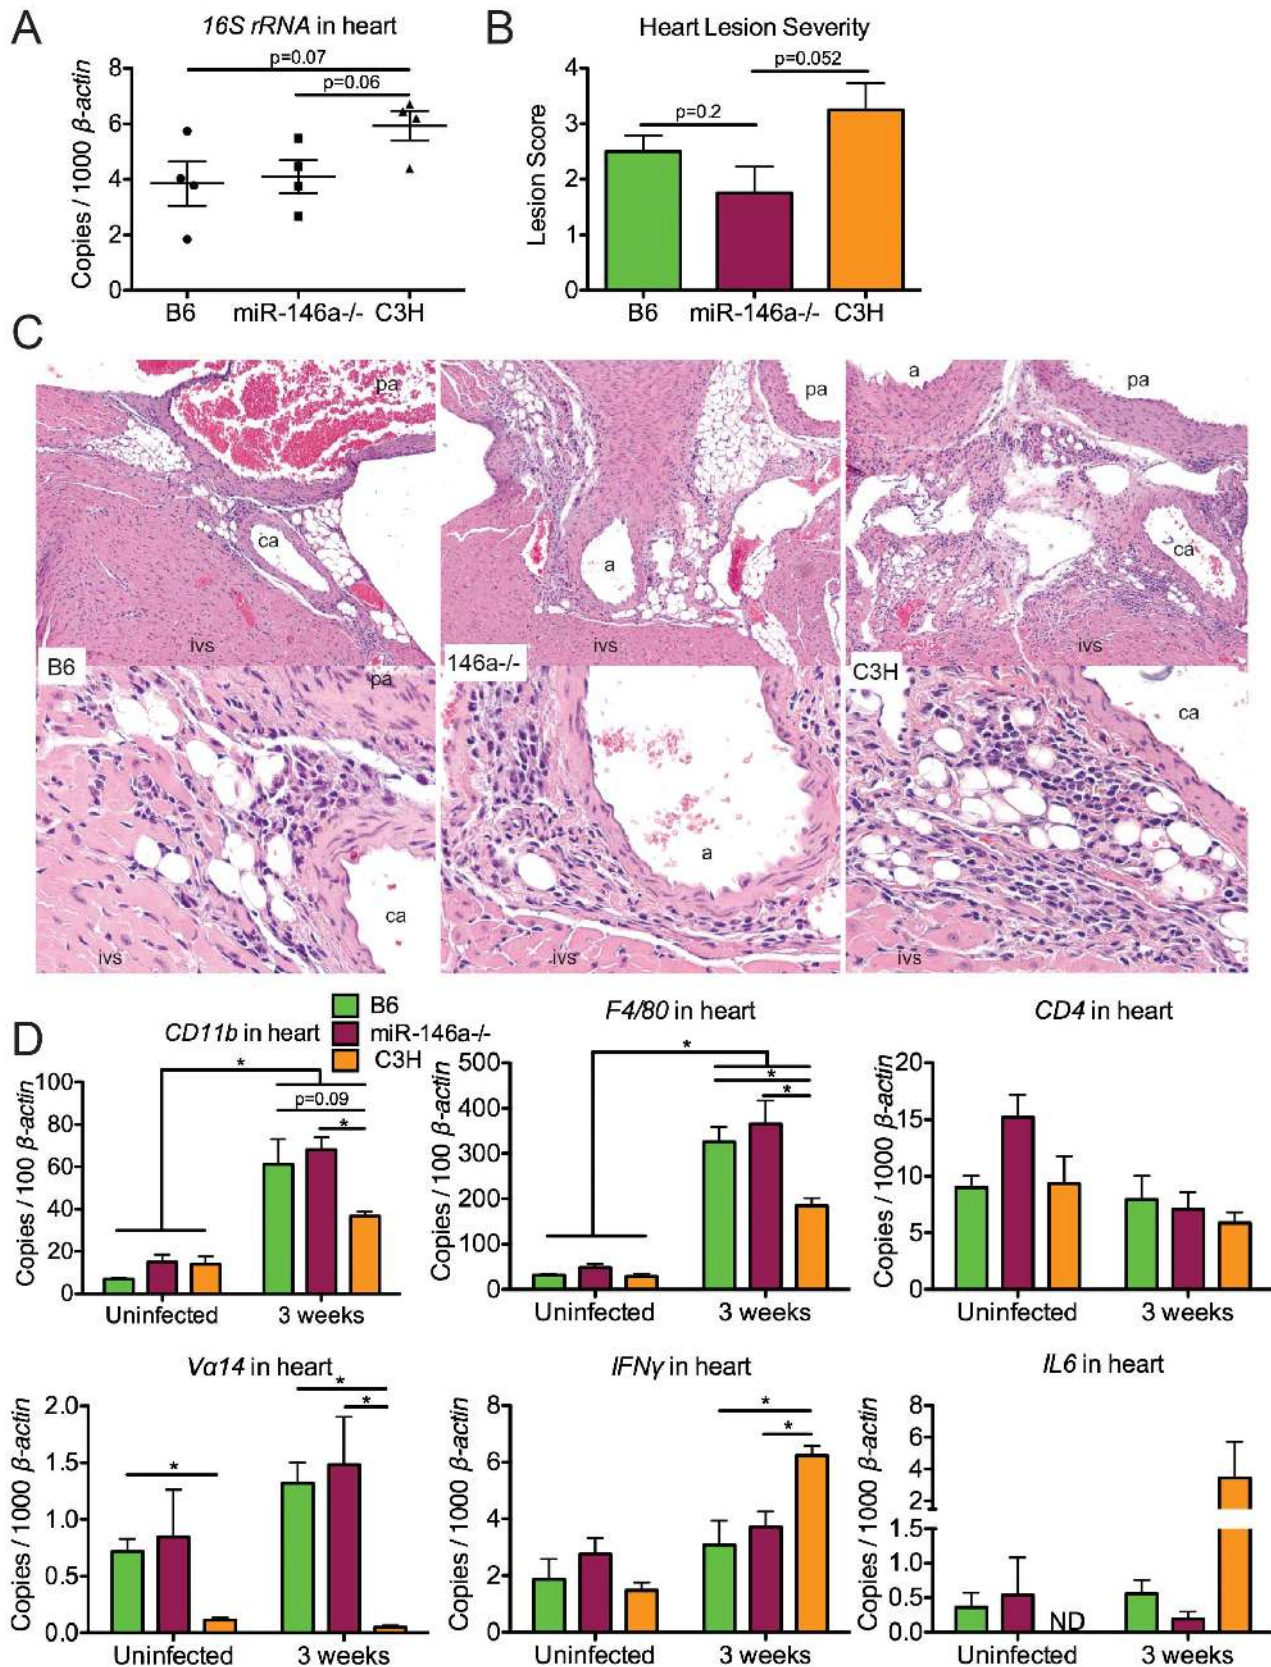 A
16S rRNA in heart
p=0.07
p=0.06
8
6
4
2
0
Copies / 1000 β-actin
B6 miR-146a-/- C3H
B
Heart Lesion Severity
p=0.052
p=0.2
4
3
2
1
0
Lesion Score
B6 miR-146a-/- C3H
C
pa
ca
ivs
B6
pa
ca
ivs
pa
a
ivs
146a-/-
a
ivs
a
pa
ca
ivs
C3H
ca
ivs
D
B6
miR-146a-/-
C3H
CD11b in heart
*
p=0.09
*
100
80
60
40
20
0
Copies / 100 β-actin
Uninfected 3 weeks
F4/80 in heart
*
*
*
500
400
300
200
100
0
Copies / 100 β-actin
Uninfected 3 weeks
CD4 in heart
20
15
10
5
0
Copies / 1000 β-actin
Uninfected 3 weeks
Vα14 in heart
*
*
*
2.0
1.5
1.0
0.5
0.0
Copies / 1000 β-actin
Uninfected 3 weeks
IFNγ in heart
*
*
8
6
4
2
0
Copies / 1000 β-actin
Uninfected 3 weeks
IL6 in heart
8
6
4
2
1.5
1.0
0.5
0.0
Copies / 1000 β-actin
ND
Uninfected 3 weeks